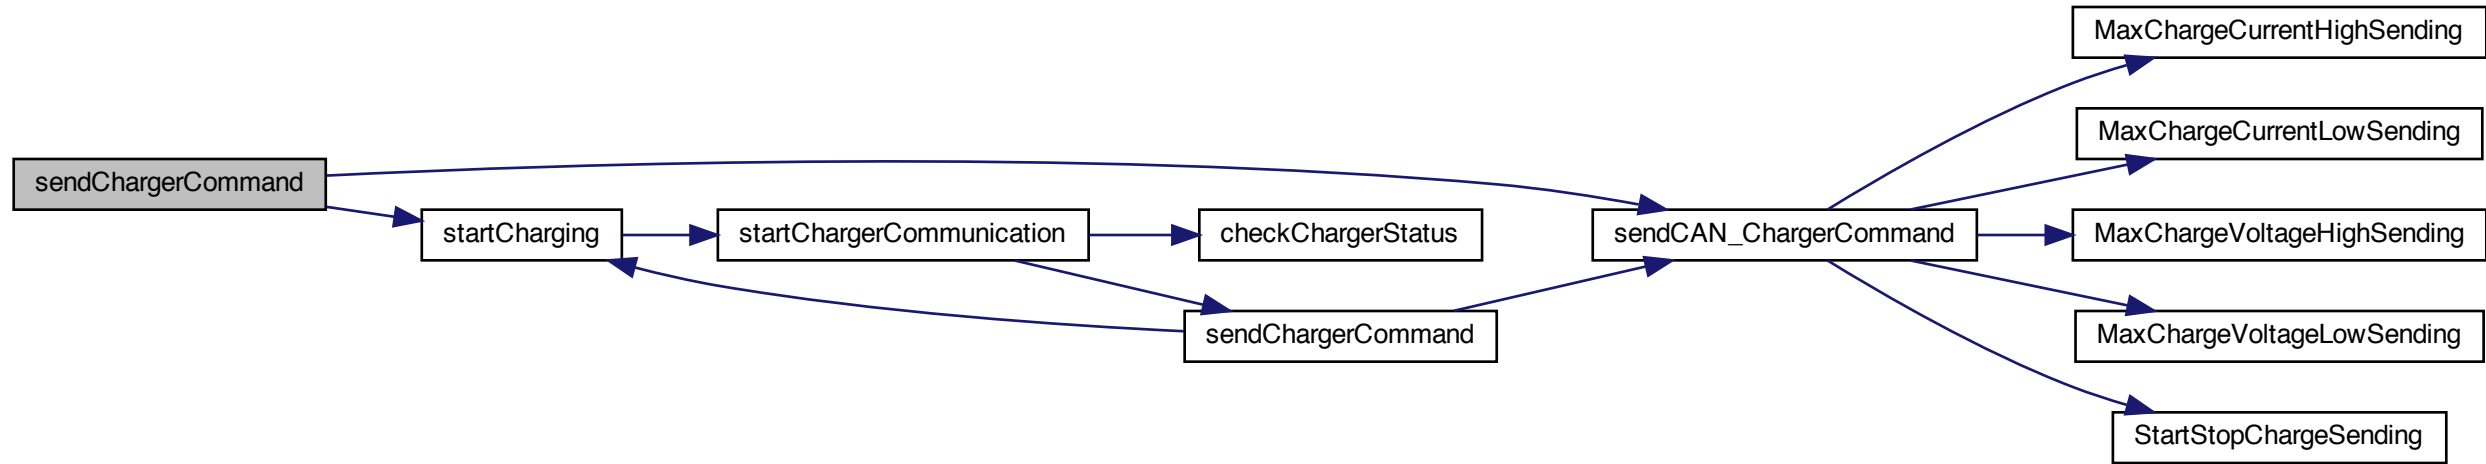 sendChargerCommand
startCharging
startChargerCommunication
checkChargerStatus
sendChargerCommand
sendCAN_ChargerCommand
MaxChargeCurrentHighSending
MaxChargeCurrentLowSending
MaxChargeVoltageHighSending
MaxChargeVoltageLowSending
StartStopChargeSending